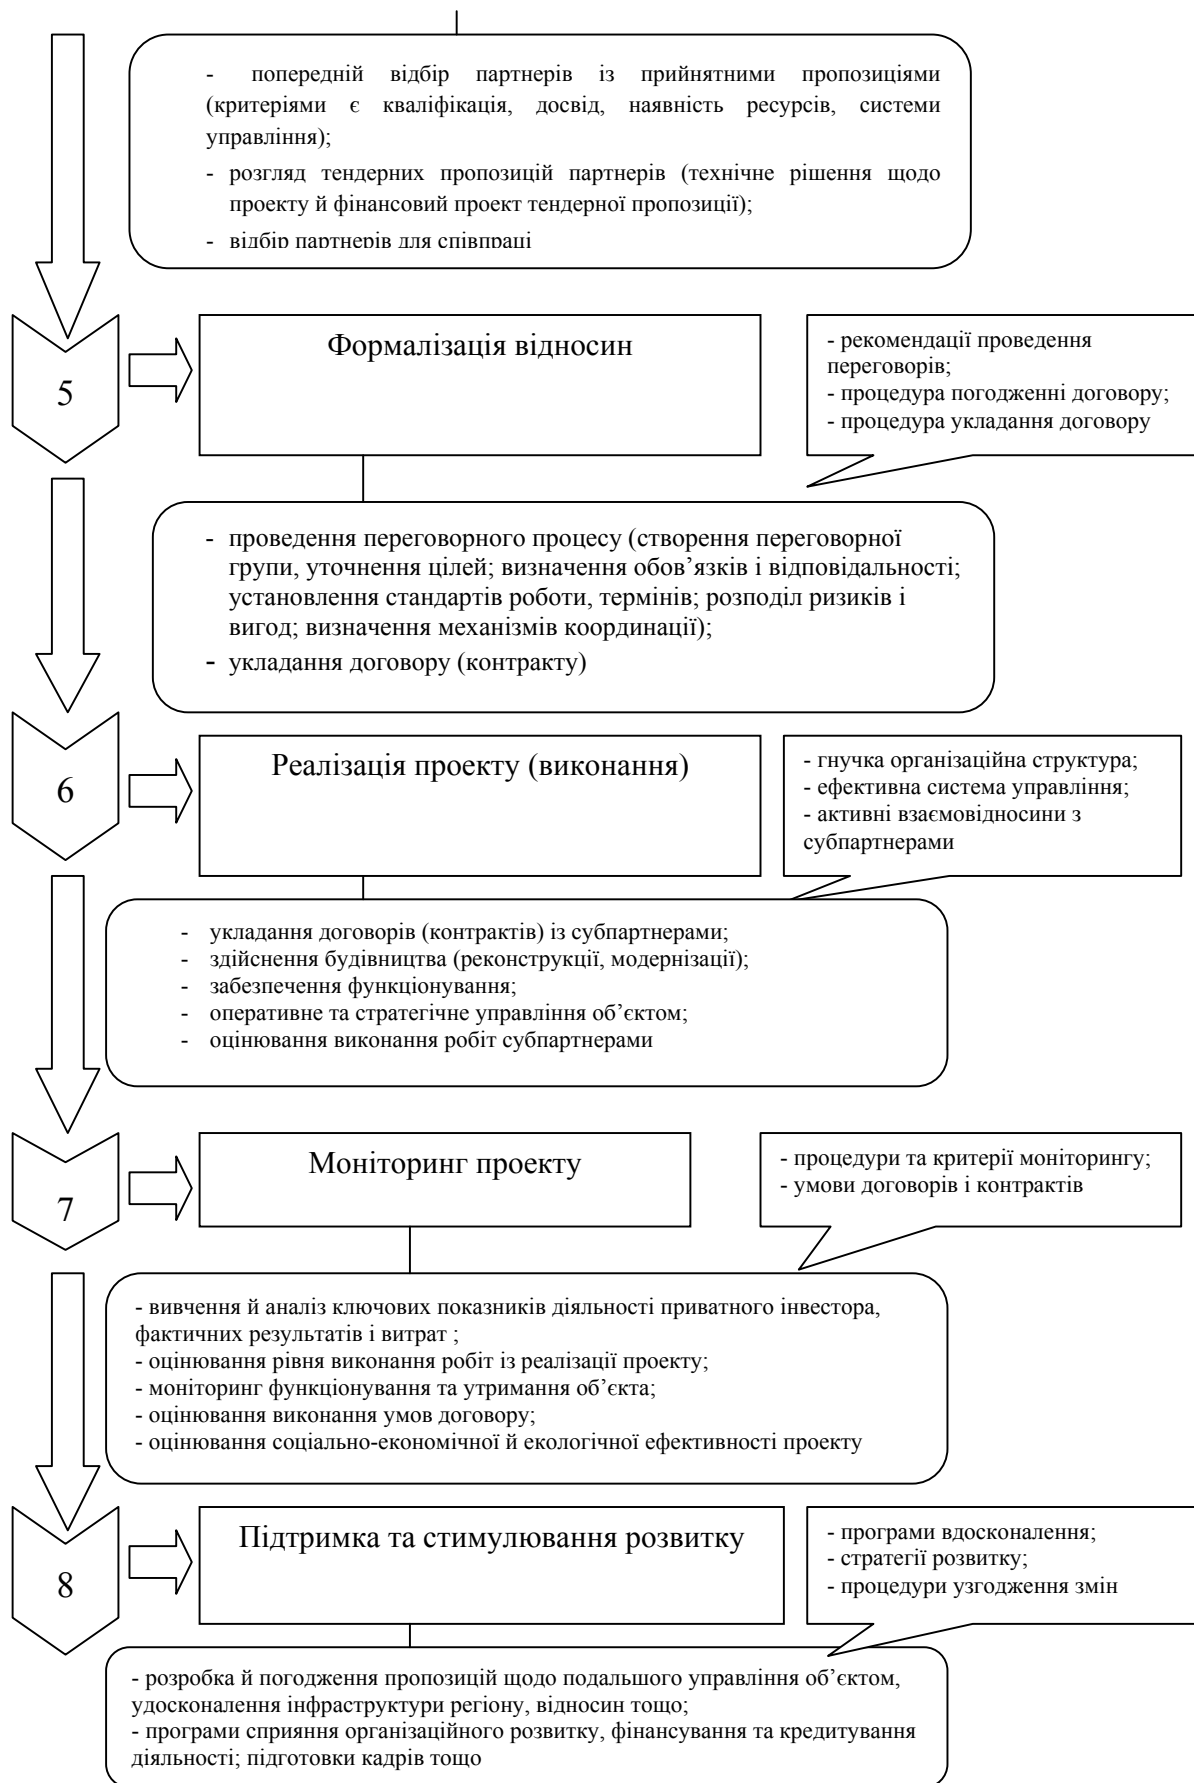 - попередній відбір партнерів із прийнятними пропозиціями
(критеріями є кваліфікація, досвід, наявність ресурсів, системи
управління);
- розгляд тендерних пропозицій партнерів (технічне рішення щодо
проекту й фінансовий проект тендерної пропозиції);
- відбір партнерів для співпраці
5
Формалізація відносин
- рекомендації проведення
переговорів;
- процедура погодженні договору;
- процедура укладання договору
- проведення переговорного процесу (створення переговорної
групи, уточнення цілей; визначення обов’язків і відповідальності;
установлення стандартів роботи, термінів; розподіл ризиків і
вигод; визначення механізмів координації);
- укладання договору (контракту)
6
Реалізація проекту (виконання)
- гнучка організаційна структура;
- ефективна система управління;
- активні взаємовідносини з
субпартнерами
- укладання договорів (контрактів) із субпартнерами;
- здійснення будівництва (реконструкції, модернізації);
- забезпечення функціонування;
- оперативне та стратегічне управління об’єктом;
- оцінювання виконання робіт субпартнерами
7
Моніторинг проекту
- процедури та критерії моніторингу;
- умови договорів і контрактів
- вивчення й аналіз ключових показників діяльності приватного інвестора,
фактичних результатів і витрат ;
- оцінювання рівня виконання робіт із реалізації проекту;
- моніторинг функціонування та утримання об’єкта;
- оцінювання виконання умов договору;
- оцінювання соціально-економічної й екологічної ефективності проекту
8
Підтримка та стимулювання розвитку
- програми вдосконалення;
- стратегії розвитку;
- процедури узгодження змін
- розробка й погодження пропозицій щодо подальшого управління об’єктом,
удосконалення інфраструктури регіону, відносин тощо;
- програми сприяння організаційного розвитку, фінансування та кредитування
діяльності; підготовки кадрів тощо